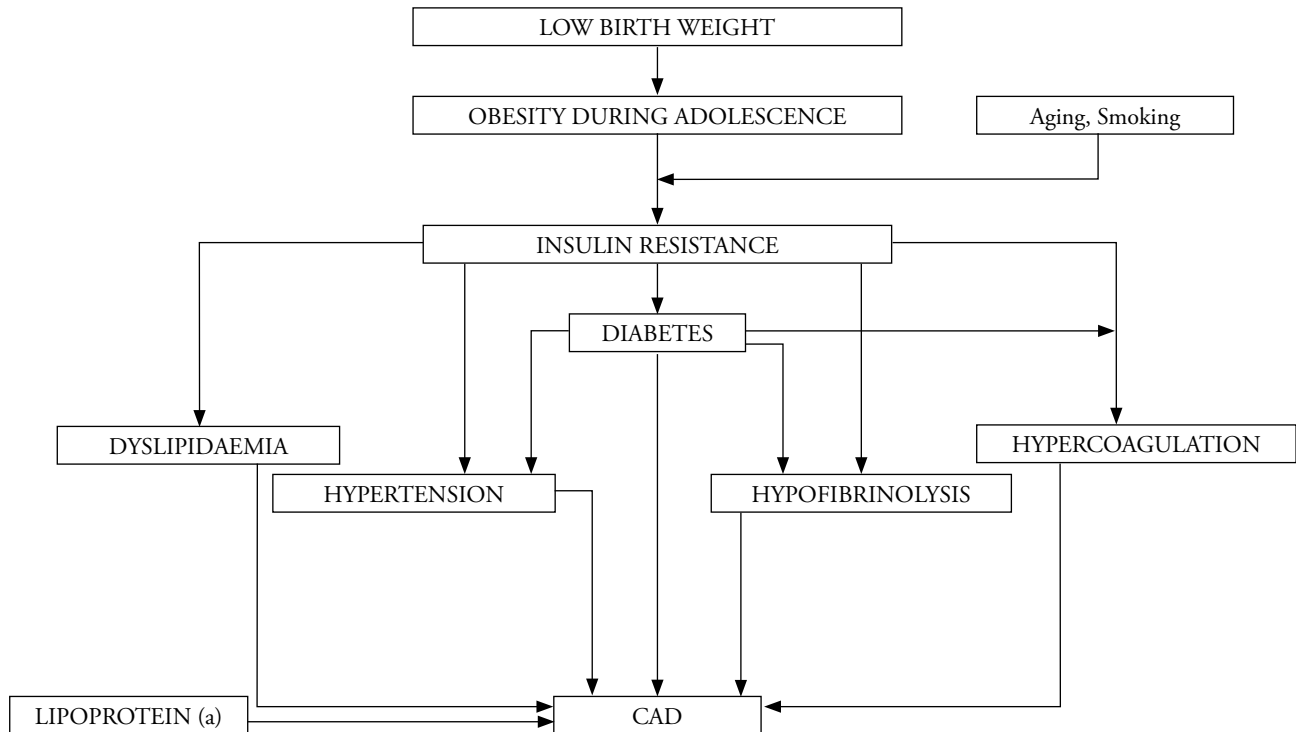 LOW BIRTH WEIGHT
OBESITY DURING ADOLESCENCE
Aging, Smoking
INSULIN RESISTANCE
DIABETES
DYSLIPIDAEMIA
HYPERCOAGULATION
HYPERTENSION
HYPOFIBRINOLYSIS
LIPOPROTEIN (a)
CAD